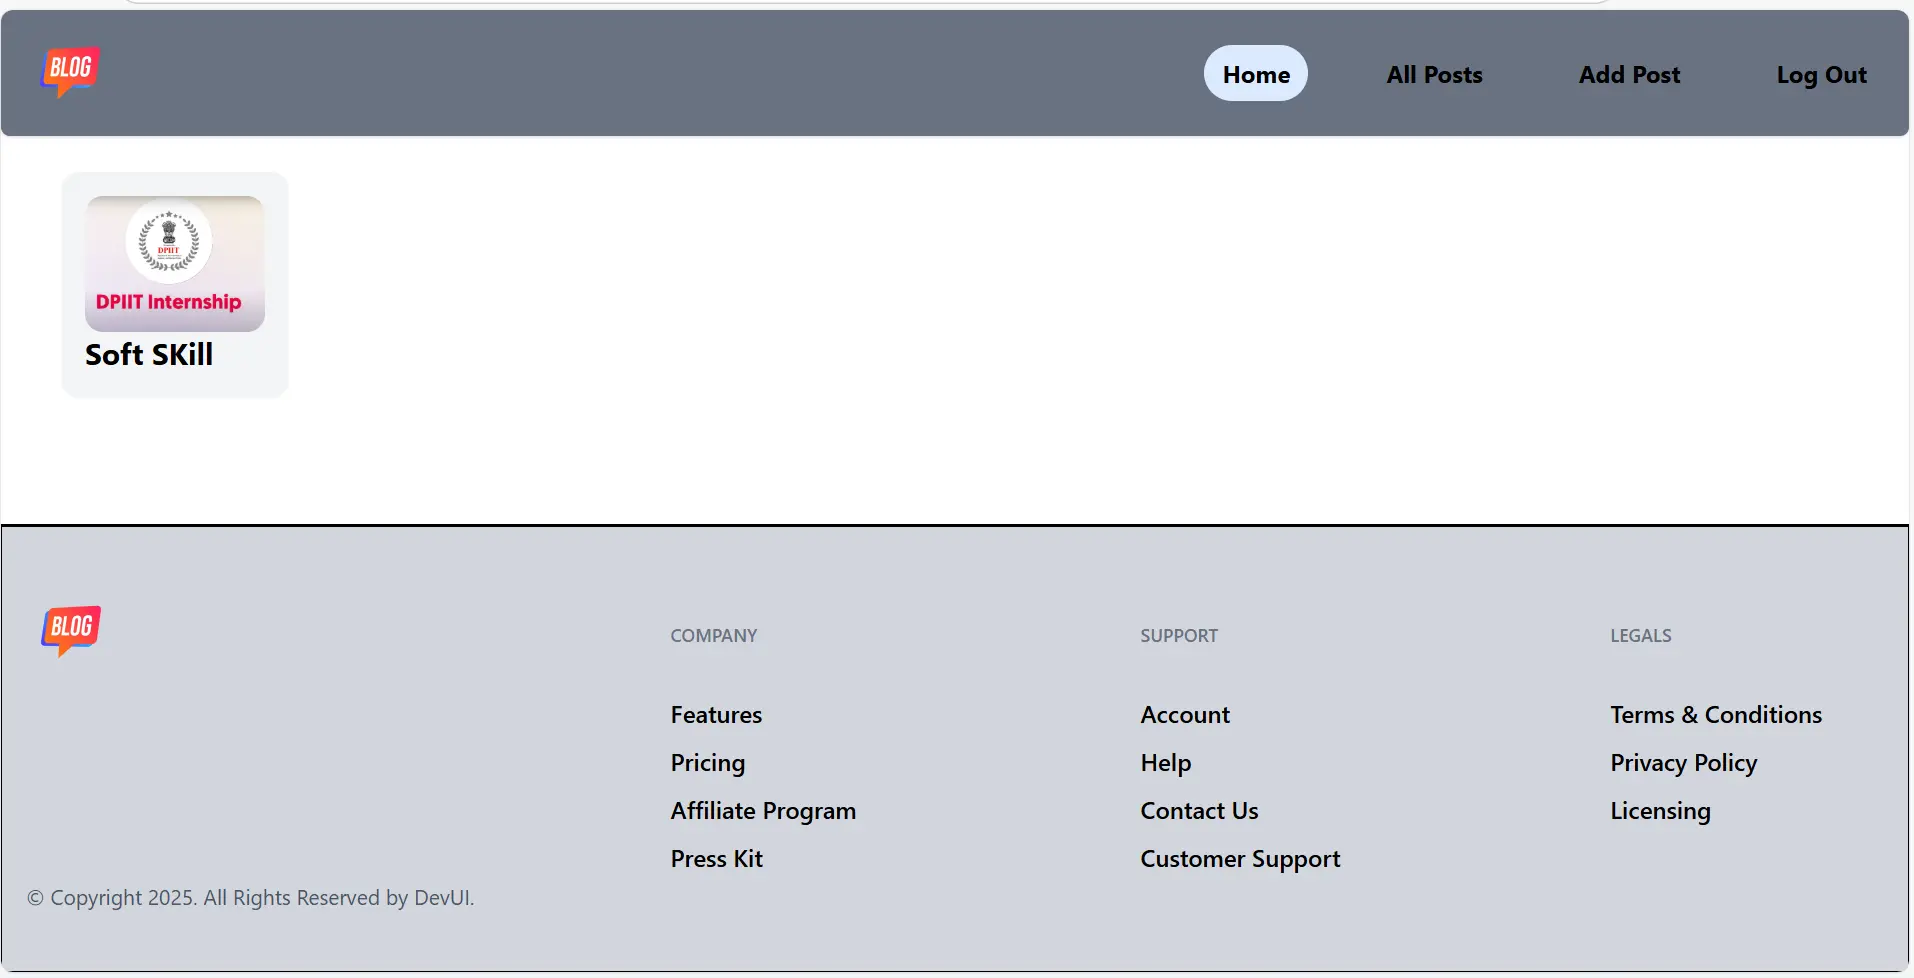 BLOG
Home
All Posts
Add Post
Log Out
DPIIT
DPIIT Internship
Soft SKill
BLOG
COMPANY
Features
Pricing
Affiliate Program
Press Kit
SUPPORT
Account
Help
Contact Us
Customer Support
LEGALS
Terms & Conditions
Privacy Policy
Licensing
© Copyright 2025. All Rights Reserved by DevUI.